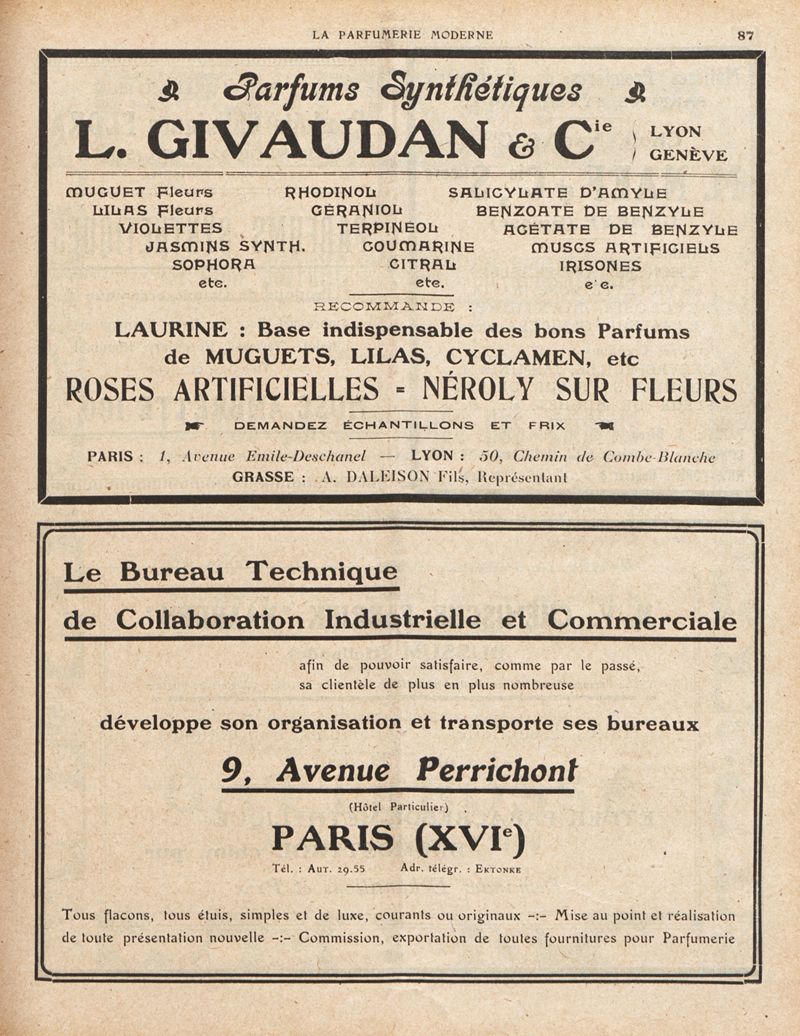 LA PARFUMERIE MODERNE 87
Parfums Synthétiques
L. GIVAUDAN & Cie LYON
GENÈVE
MUGUET Fleurs RHODINOL SALICYLATE D'AMYLE
LILAS Fleurs GÉRANIOL BENZOATE DE BENZYLE
VIOLETTES TERPINEOL ACÉTATE DE BENZYLE
JASMINS SYNTH. COUMARINE MUSCS ARTIFICIELS
SOPHORA CITRAL IRISONES
etc. etc. e c.
RECOMMANDE :
LAURINE : Base indispensable des bons Parfums
de MUGUETS, LILAS, CYCLAMEN, etc
ROSES ARTIFICIELLES = NÉROLY SUR FLEURS
DEMANDEZ ÉCHANTILLONS ET FRIX
PARIS : 1, Avenue Emile-Deschanel — LYON : 50, Chemin de Combe-Blanche
GRASSE : A. DALEISON Fils, Représentant
Le Bureau Technique
de Collaboration Industrielle et Commerciale
afin de pouvoir satisfaire, comme par le passé,
sa clientèle de plus en plus nombreuse
développe son organisation et transporte ses bureaux
9, Avenue Perrichont
(Hôtel Particulier)
PARIS (XVIe)
Tél. : AUT. 29.55 Adr. télégr. : EKTONKE
Tous flacons, tous étuis, simples et de luxe, courants ou originaux -:- Mise au point et réalisation
de toute présentation nouvelle -:- Commission, exportation de toutes fournitures pour Parfumerie